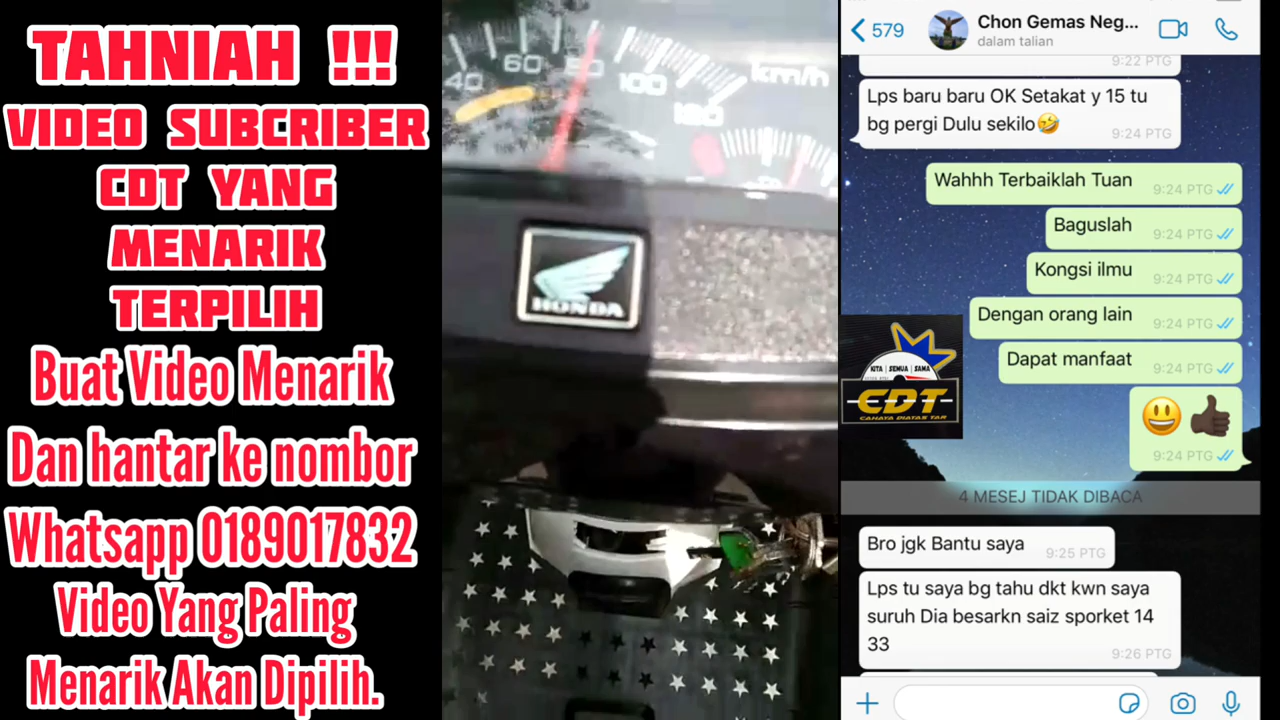 TAHNIAH !!!
VIDEO SUBCRIBER
CDT YANG
MENARIK
TERPILIH
Buat Video Menarik
Dan hantar ke nombor
Whatsapp 0189017832
Video Yang Paling
Menarik Akan Dipilih.
40 60 80 100 120 km/h
HONDA
579
Chon Gemas Neg...
dalam talian
9:22 PTG
Lps baru baru OK Setakat y 15 tu
bg pergi Dulu sekilo🤣
9:24 PTG
Wahhh Terbaiklah Tuan 9:24 PTG
Baguslah 9:24 PTG
Kongsi ilmu 9:24 PTG
Dengan orang lain 9:24 PTG
Dapat manfaat 9:24 PTG
😃 👍🏿
9:24 PTG
KITA | SEMUA | SAMA
CDT
CAHAYA DIATAS TAR
4 MESEJ TIDAK DIBACA
Bro jgk Bantu saya 9:25 PTG
Lps tu saya bg tahu dkt kwn saya
suruh Dia besarkn saiz sporket 14
33
9:26 PTG